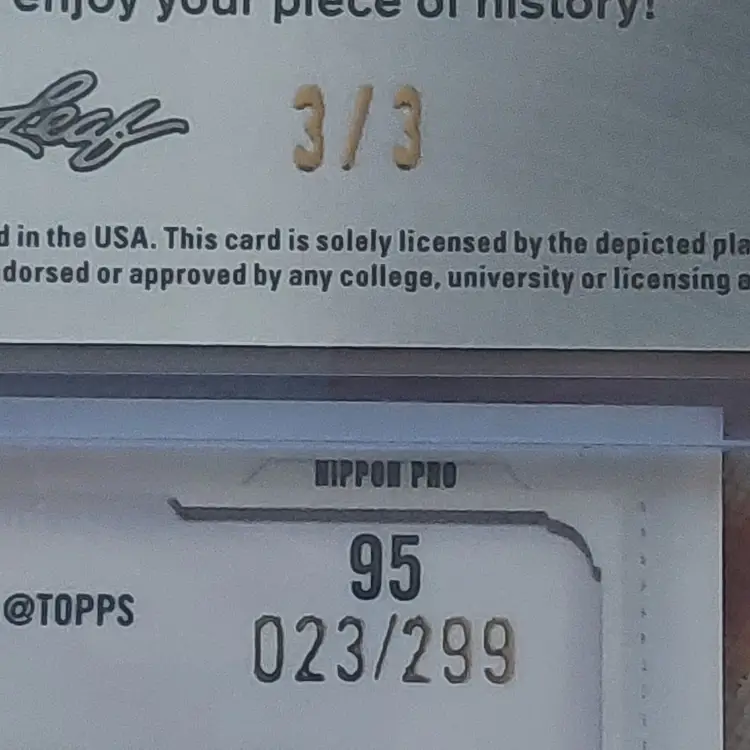 enjoy your piece of history!
Leaf
3/3
d in the USA. This card is solely licensed by the depicted pla
dorsed or approved by any college, university or licensing a
NIPPON PRO
95
@TOPPS
023/299